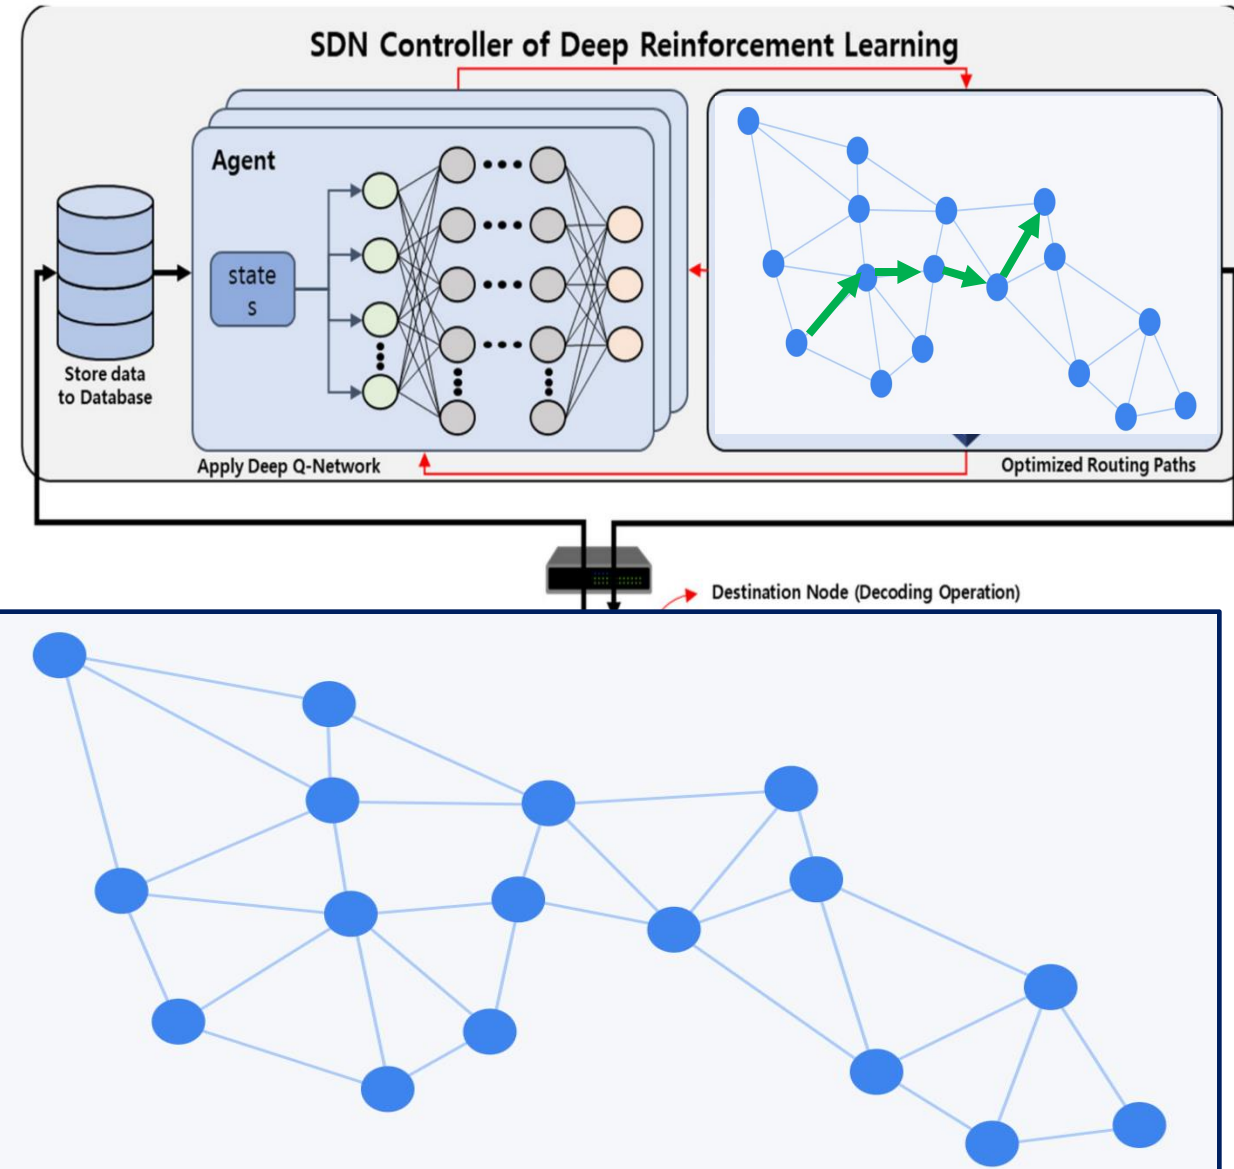 SDN Controller of Deep Reinforcement Learning
Agent
state
s
Store data
to Database
Apply Deep Q-Network
Optimized Routing Paths
Destination Node (Decoding Operation)